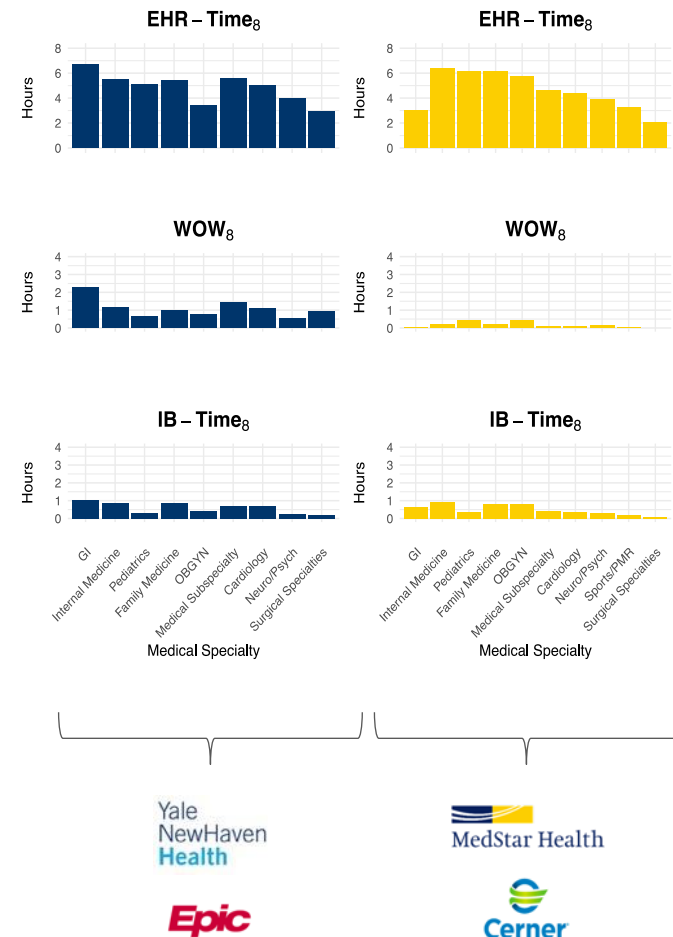 EHR – Time8
8
6
4
2
0
Hours
EHR – Time8
8
6
4
2
0
Hours
WOW8
4
3
2
1
0
Hours
WOW8
4
3
2
1
0
Hours
IB – Time8
4
3
2
1
0
Hours
GI
Internal Medicine
Pediatrics
Family Medicine
OBGYN
Medical Subspecialty
Cardiology
Neuro/Psych
Surgical Specialties
Medical Specialty
IB – Time8
4
3
2
1
0
Hours
GI
Internal Medicine
Pediatrics
Family Medicine
OBGYN
Medical Subspecialty
Cardiology
Neuro/Psych
Sports/PMR
Surgical Specialties
Medical Specialty
Yale
NewHaven
Health
Epic
MedStar Health
Cerner